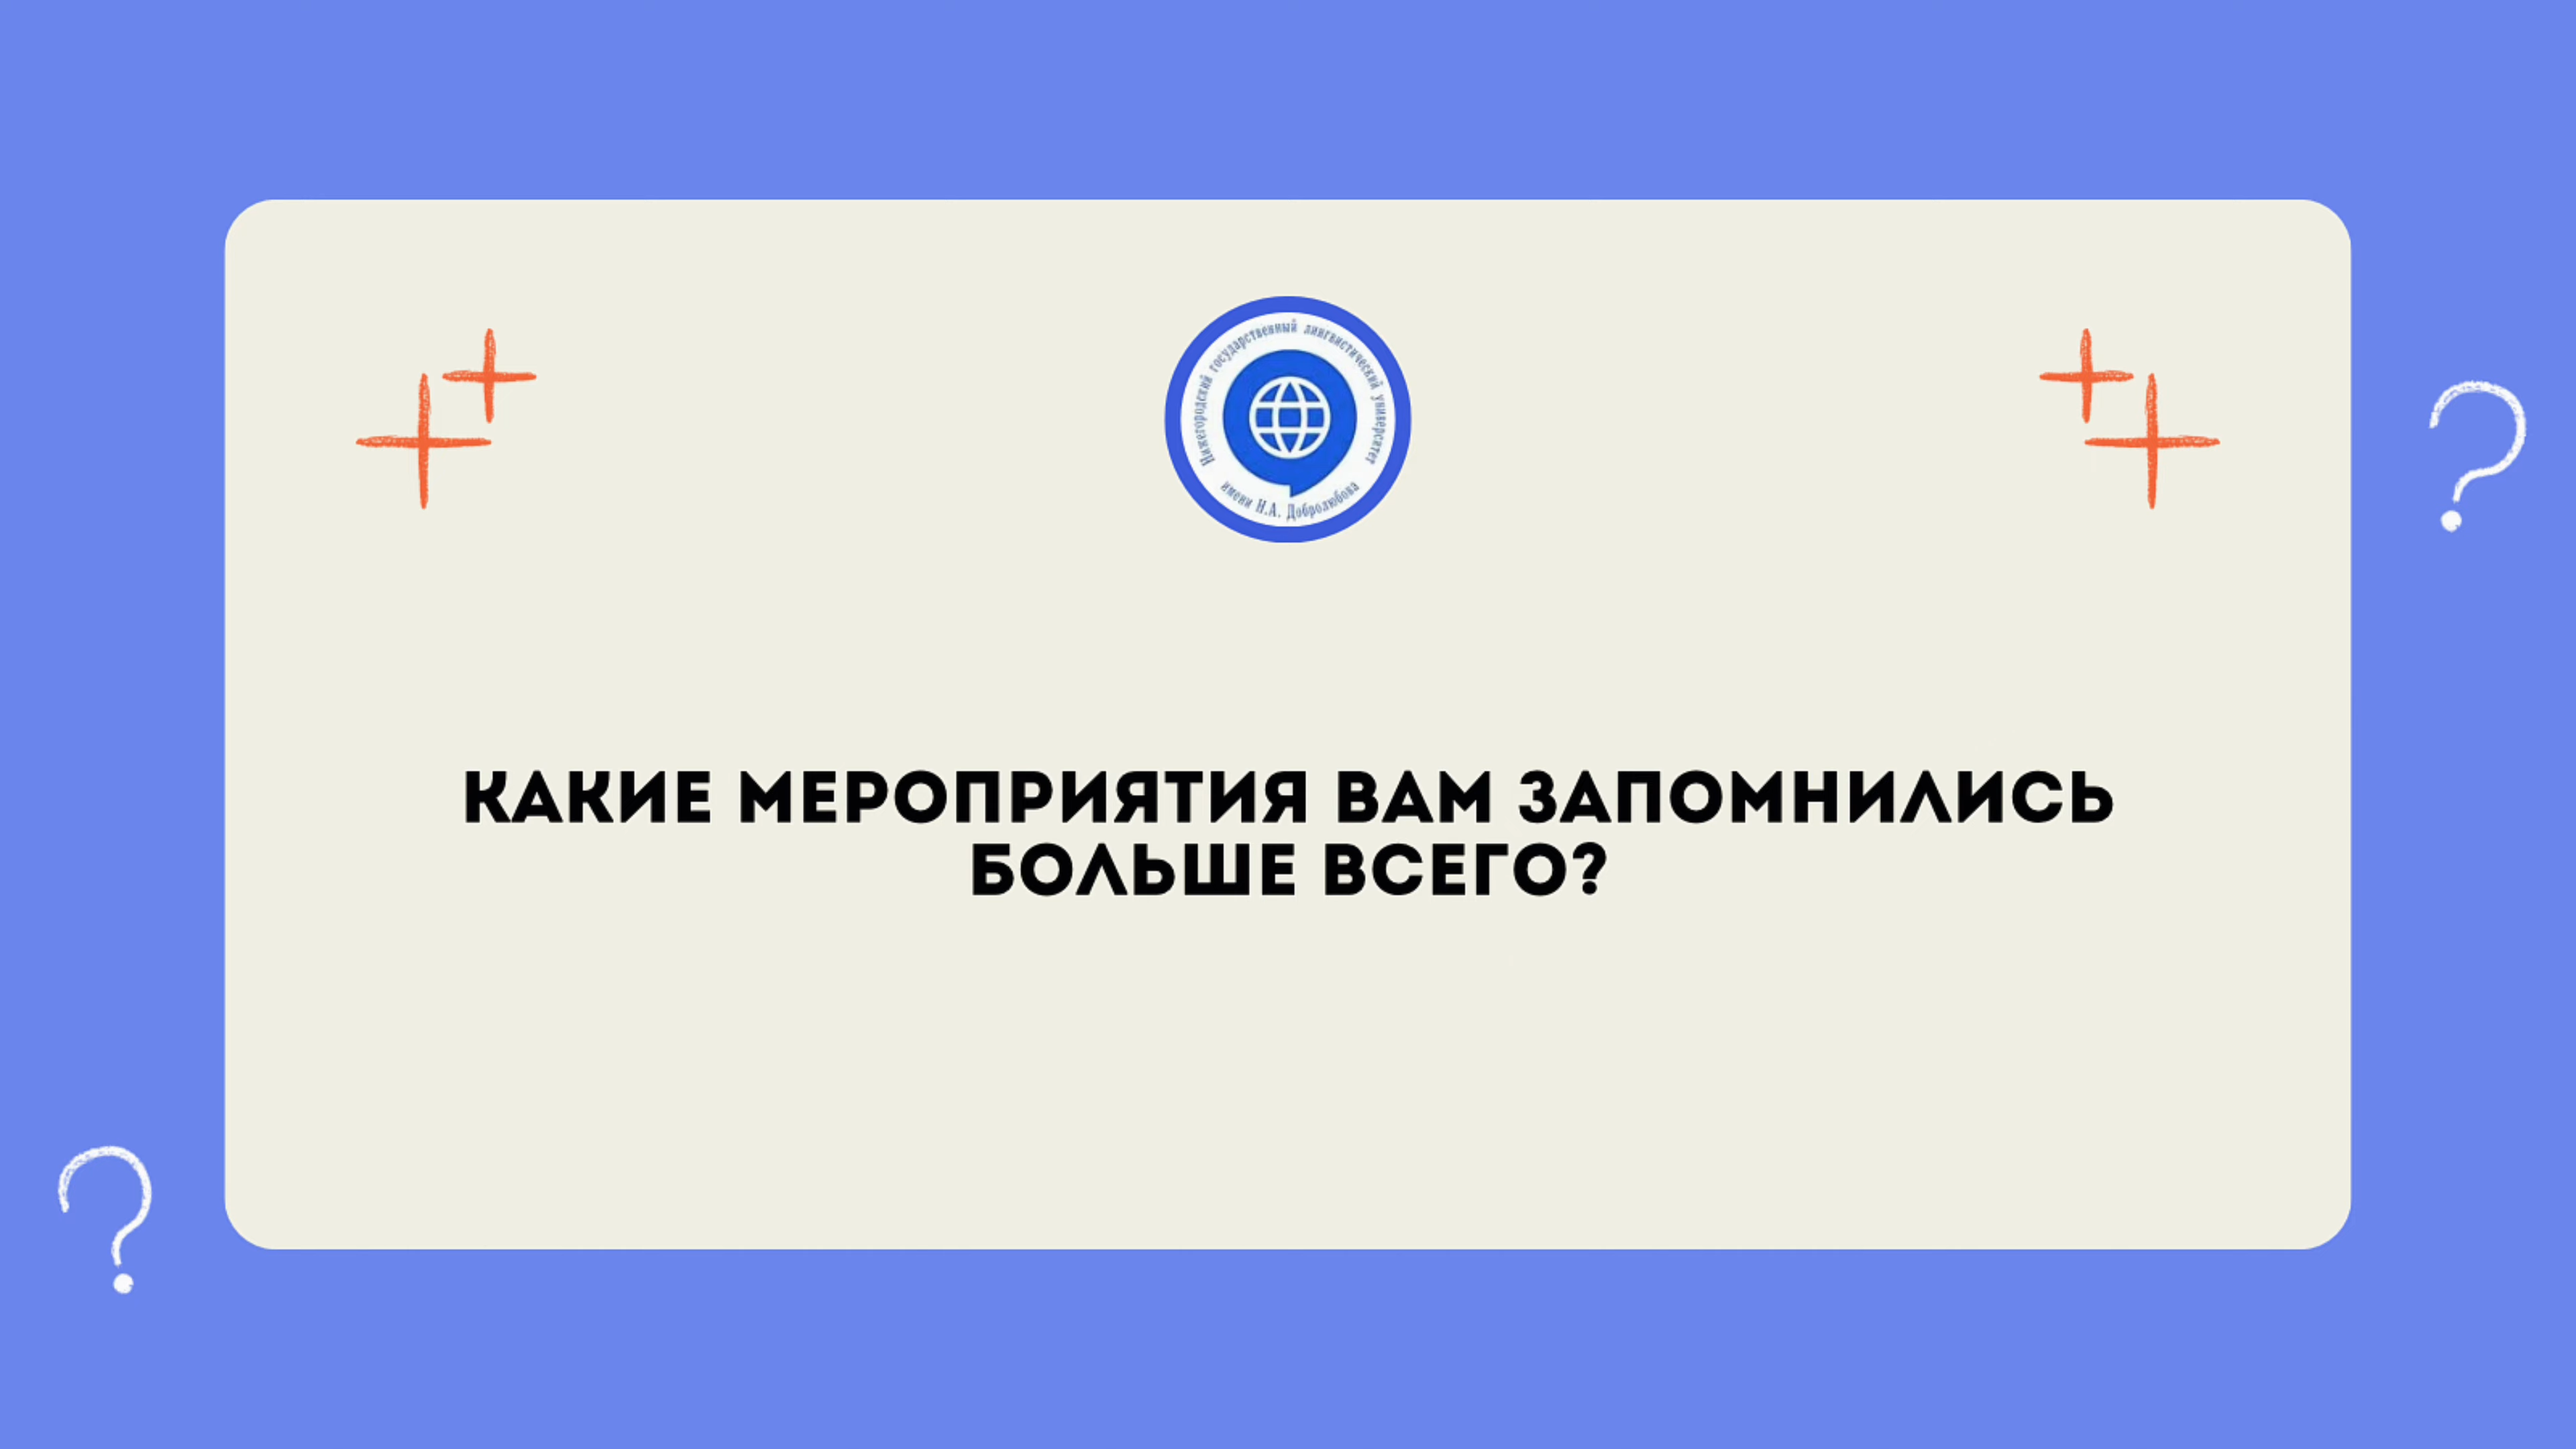 Нижегородский государственный лингвистический университет
имени Н.А. Добролюбова
КАКИЕ МЕРОПРИЯТИЯ ВАМ ЗАПОМНИЛИСЬ
БОЛЬШЕ ВСЕГО?